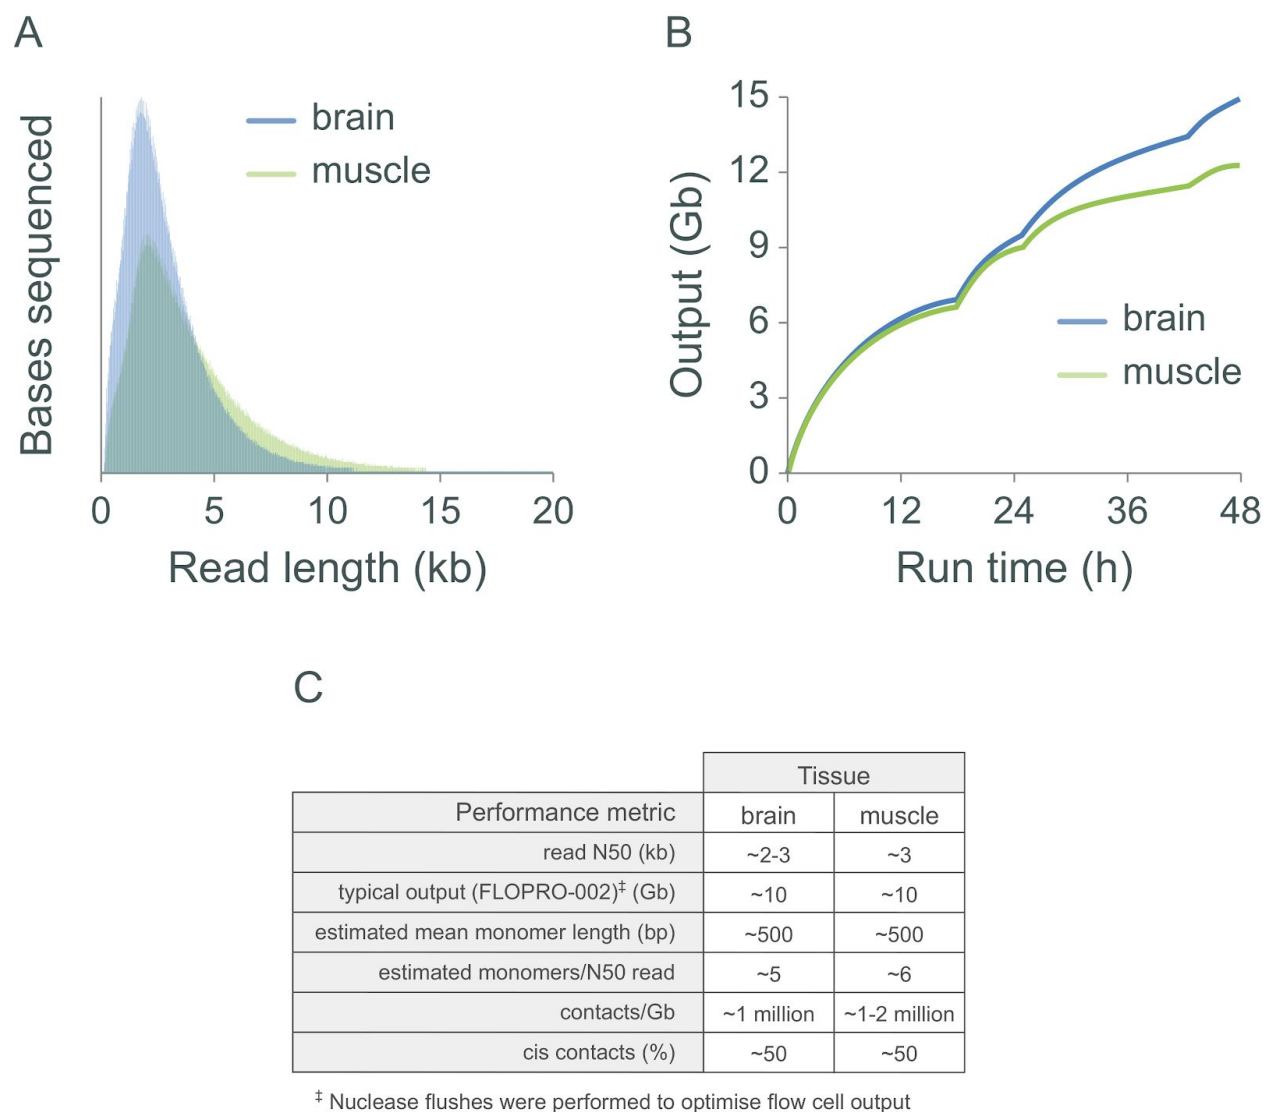 A
Bases sequenced
brain
muscle
0 5 10 15 20
Read length (kb)
B
Output (Gb)
15
12
9
6
3
0
brain
muscle
0 12 24 36 48
Run time (h)
C
Tissue
Performance metric brain muscle
read N50 (kb) ~2-3 ~3
typical output (FLOPRO-002)‡ (Gb) ~10 ~10
estimated mean monomer length (bp) ~500 ~500
estimated monomers/N50 read ~5 ~6
contacts/Gb ~1 million ~1-2 million
cis contacts (%) ~50 ~50
‡ Nuclease flushes were performed to optimise flow cell output